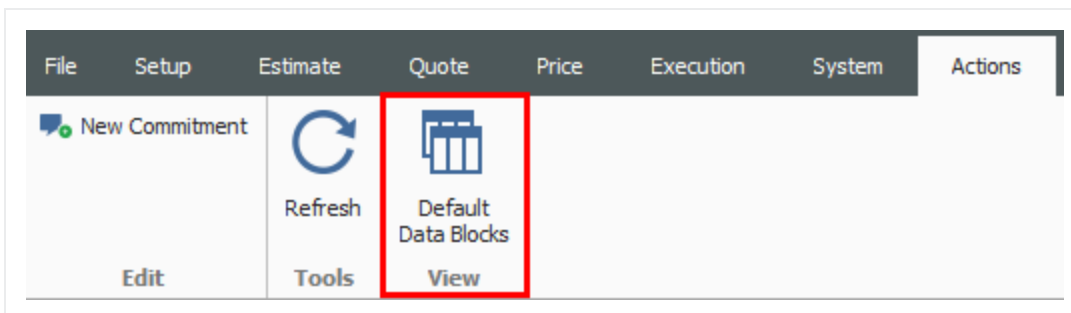 File Setup Estimate Quote Price Execution System Actions
New Commitment
Refresh
Default
Data Blocks
Edit Tools View